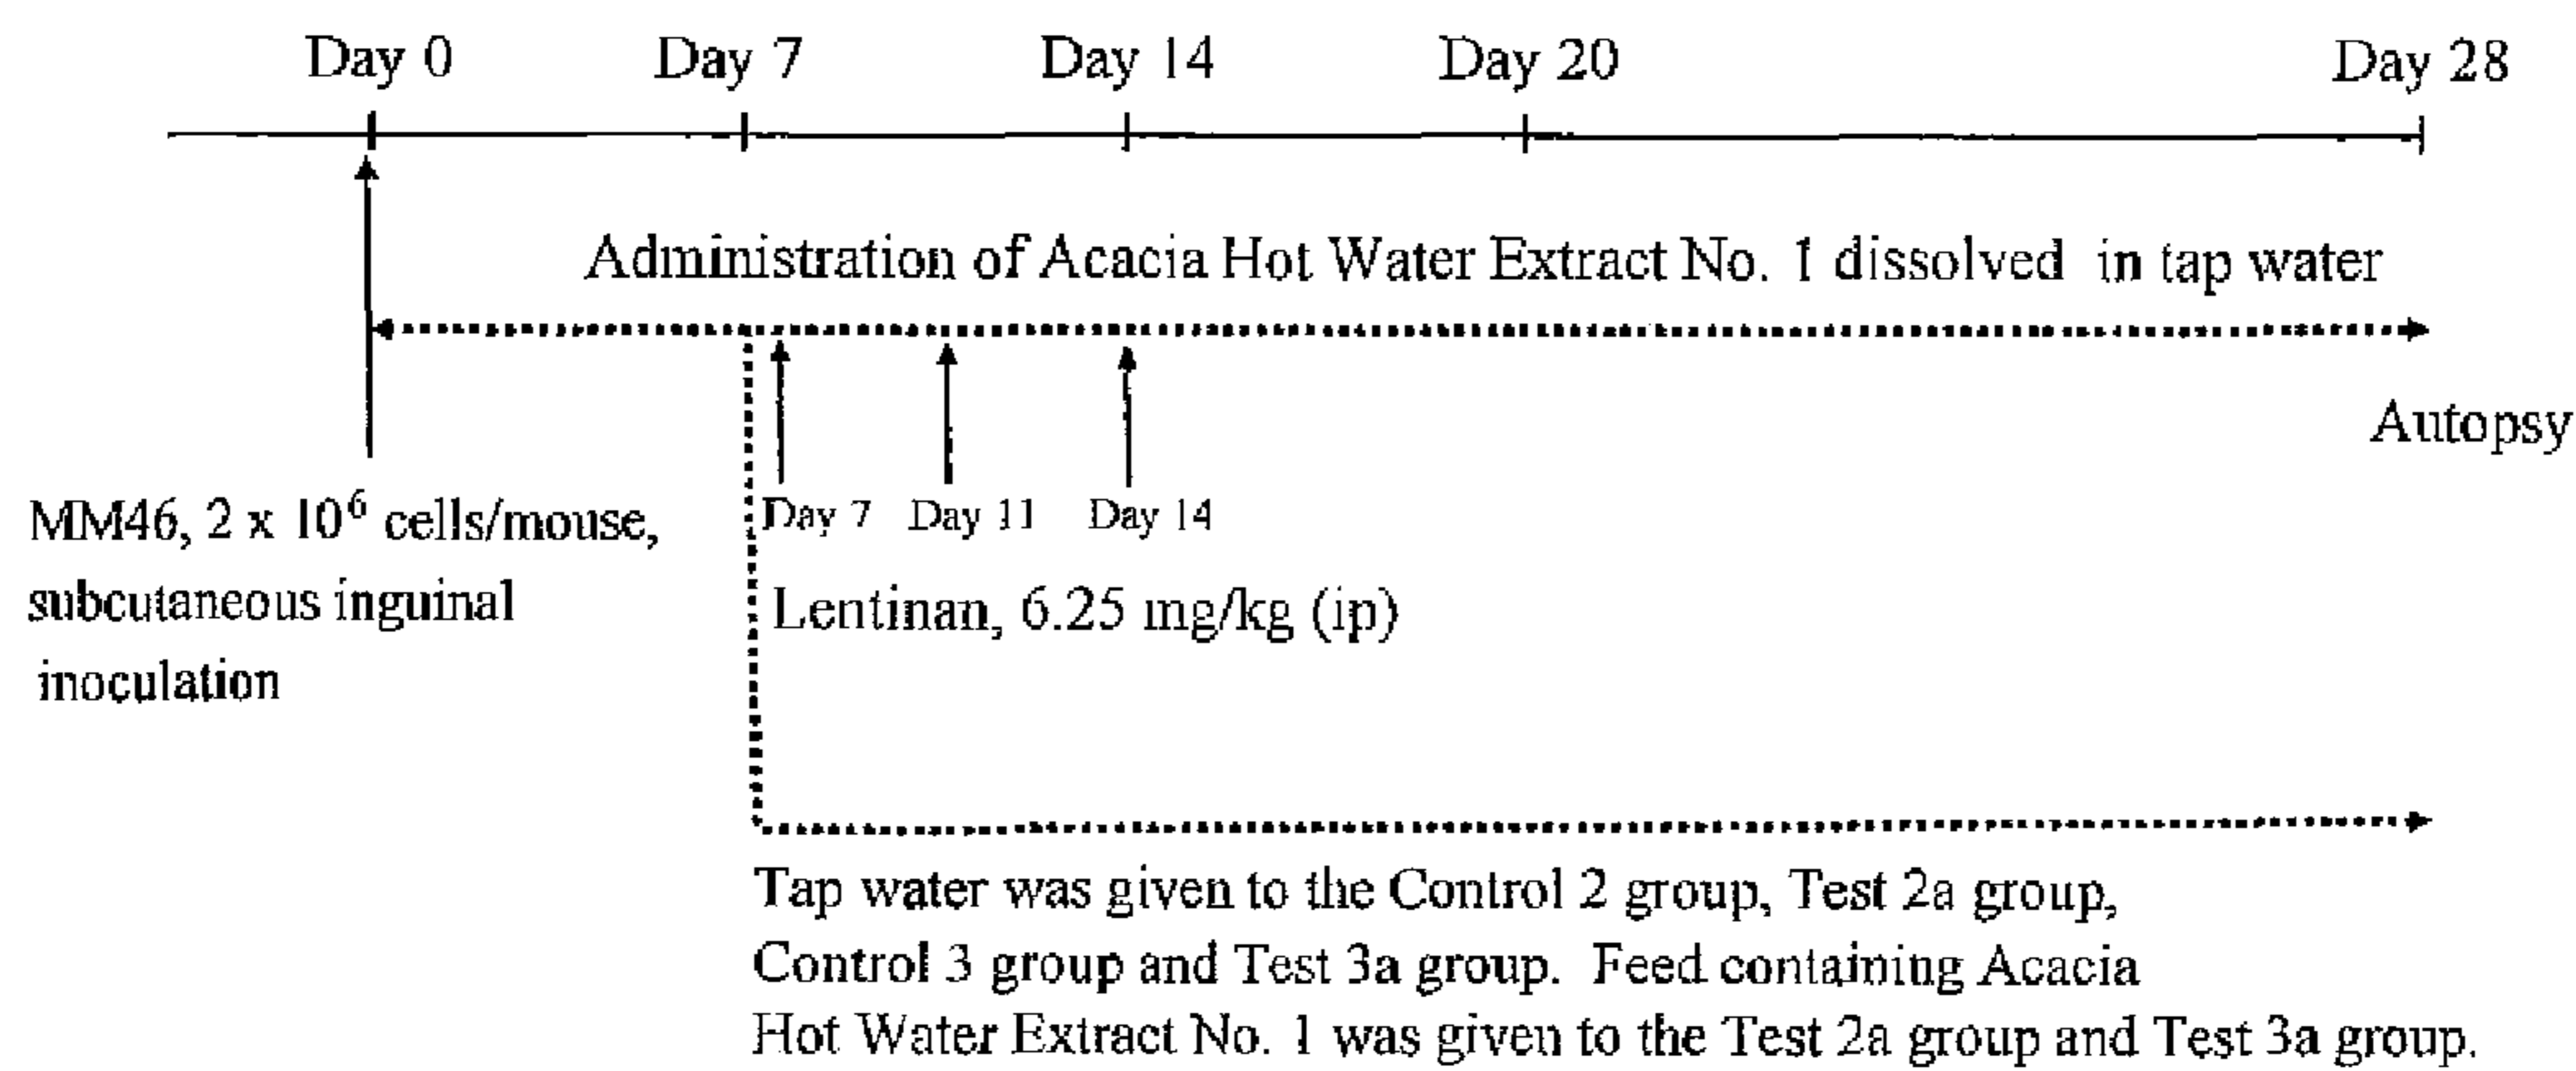 Day 0 Day 7 Day 14 Day 20 Day 28
Administration of Acacia Hot Water Extract No. 1 dissolved in tap water
Autopsy
MM46, 2 x 10⁶ cells/mouse,
subcutaneous inguinal
inoculation
Day 7 Day 11 Day 14
Lentinan, 6.25 mg/kg (ip)
Tap water was given to the Control 2 group, Test 2a group,
Control 3 group and Test 3a group. Feed containing Acacia
Hot Water Extract No. 1 was given to the Test 2a group and Test 3a group.